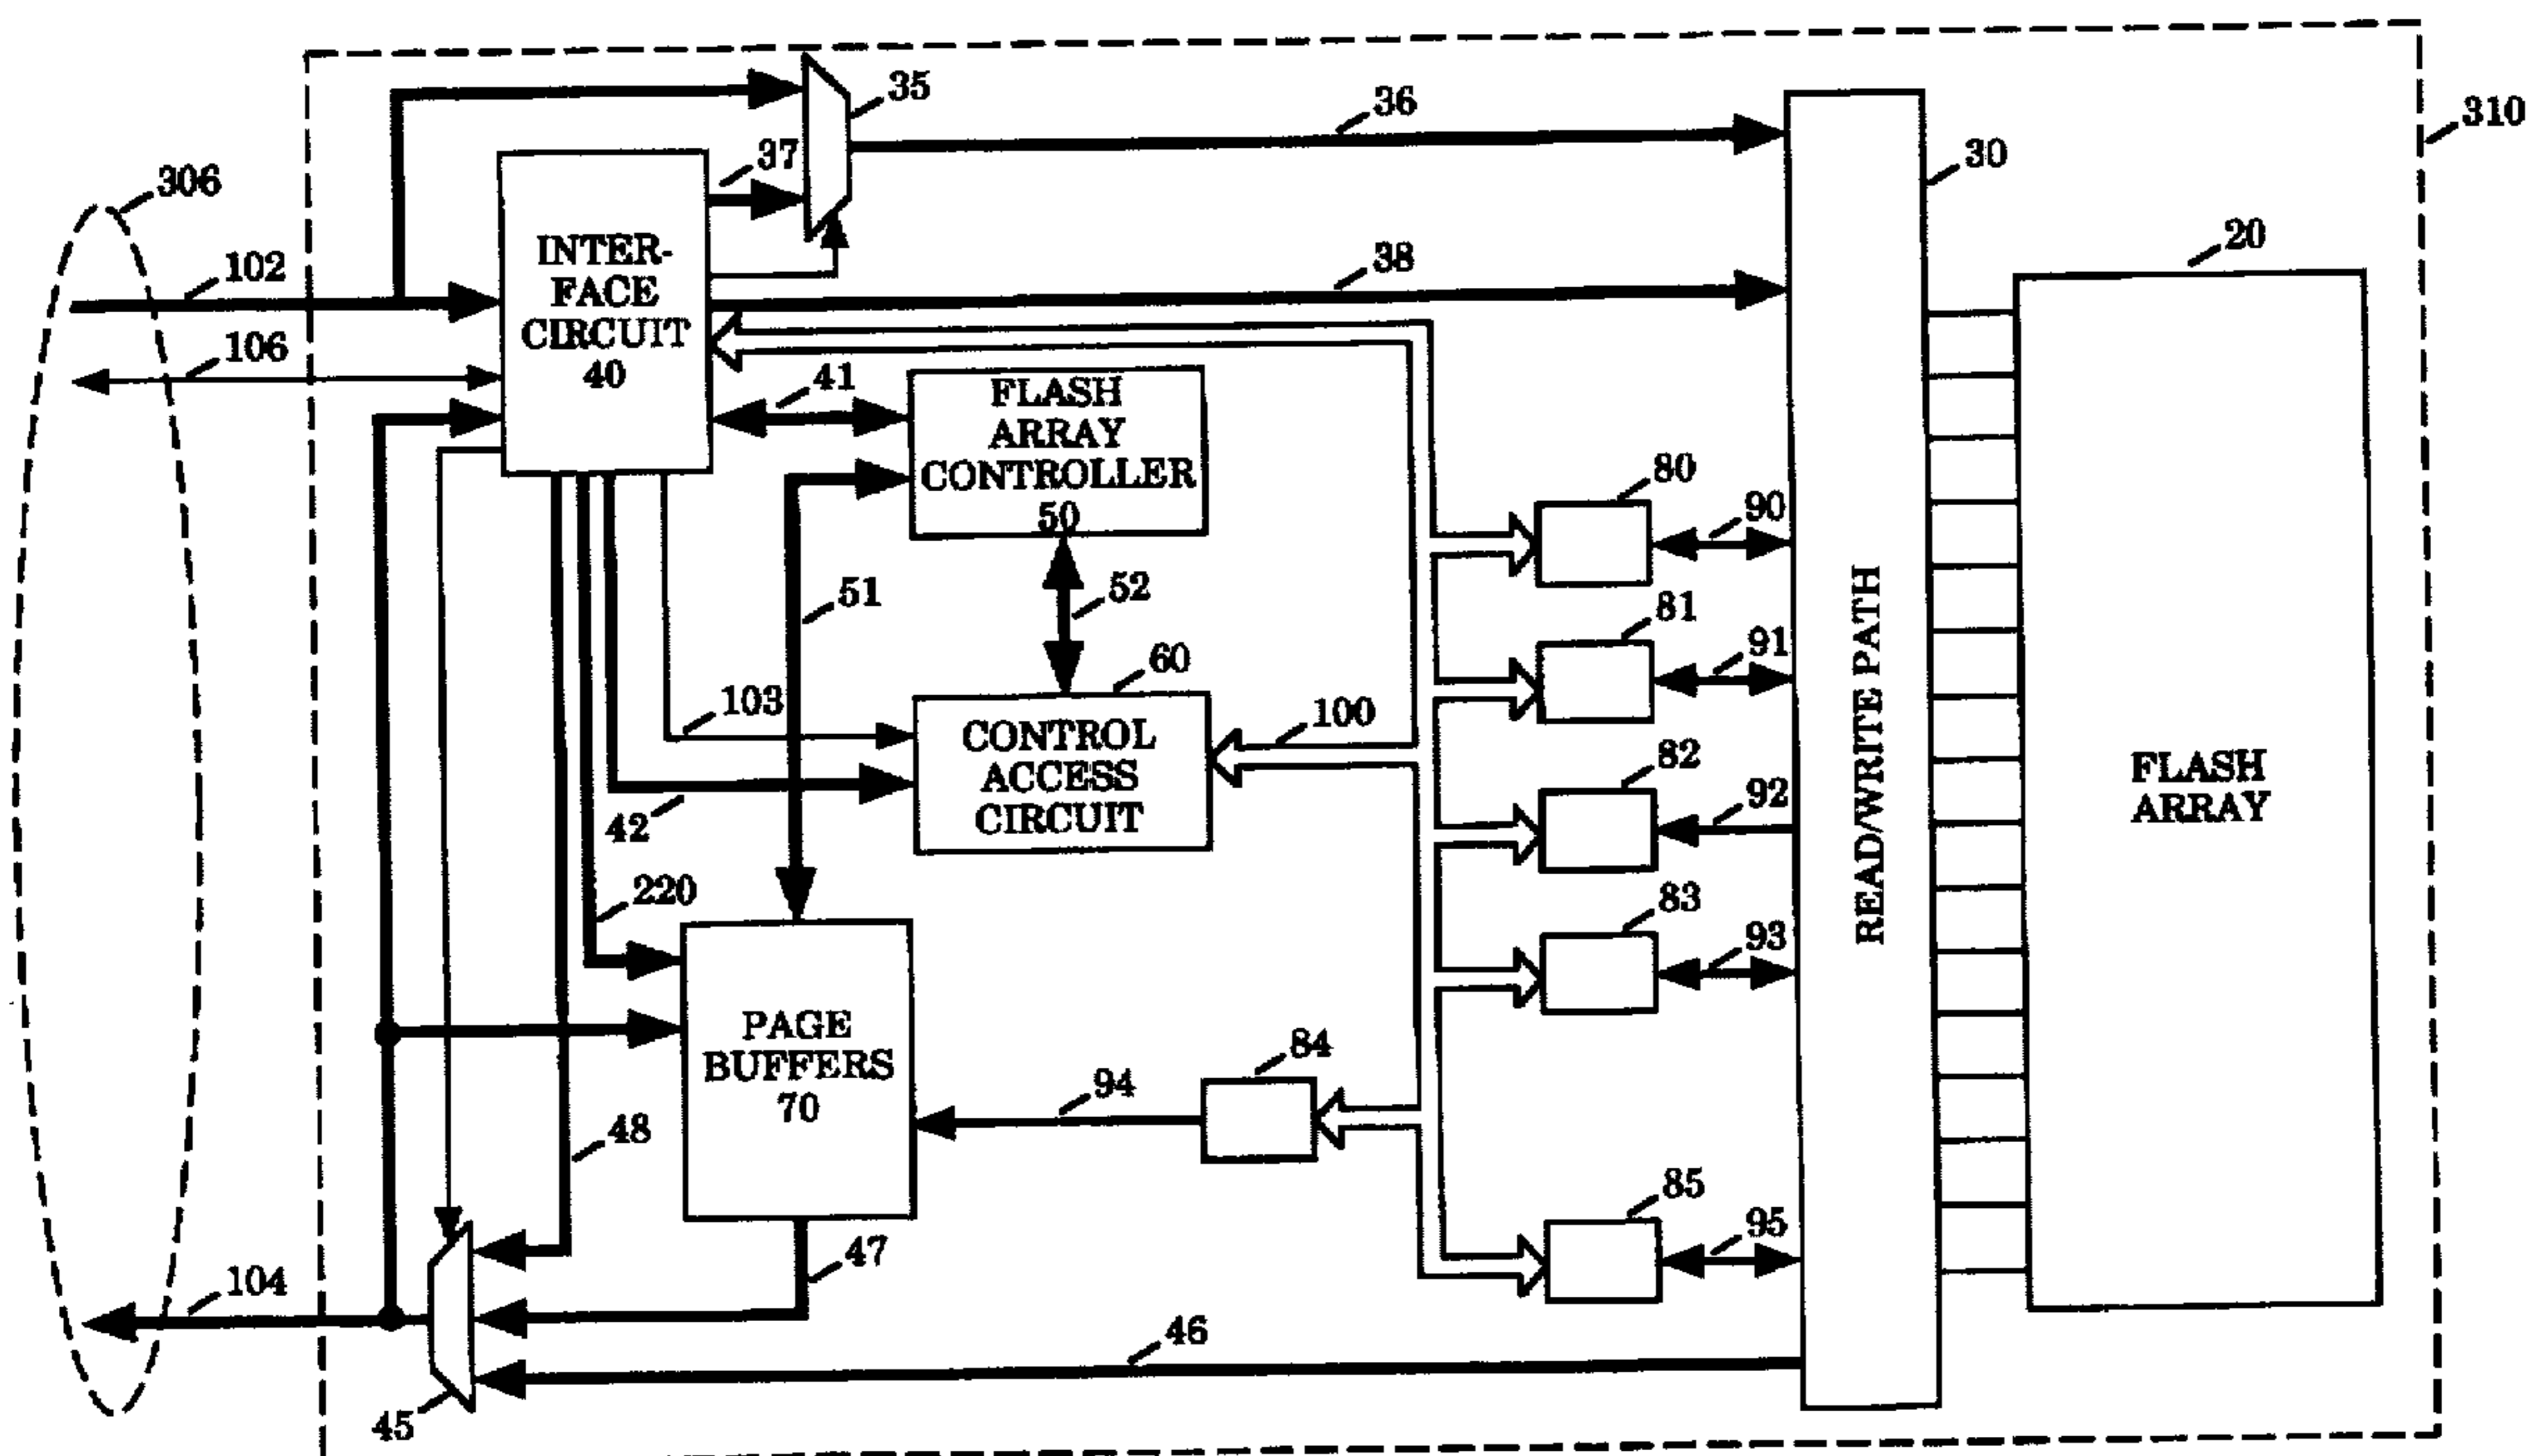 35
36
310
37
30
306
INTER-
FACE
CIRCUIT
40
102
38
20
106
41
FLASH
ARRAY
CONTROLLER
50
80
90
51
52
81
91
60
103
100
CONTROL
ACCESS
CIRCUIT
42
82
92
READ/WRITE PATH
FLASH
ARRAY
220
83
93
PAGE
BUFFERS
70
84
94
48
85
95
47
104
46
45